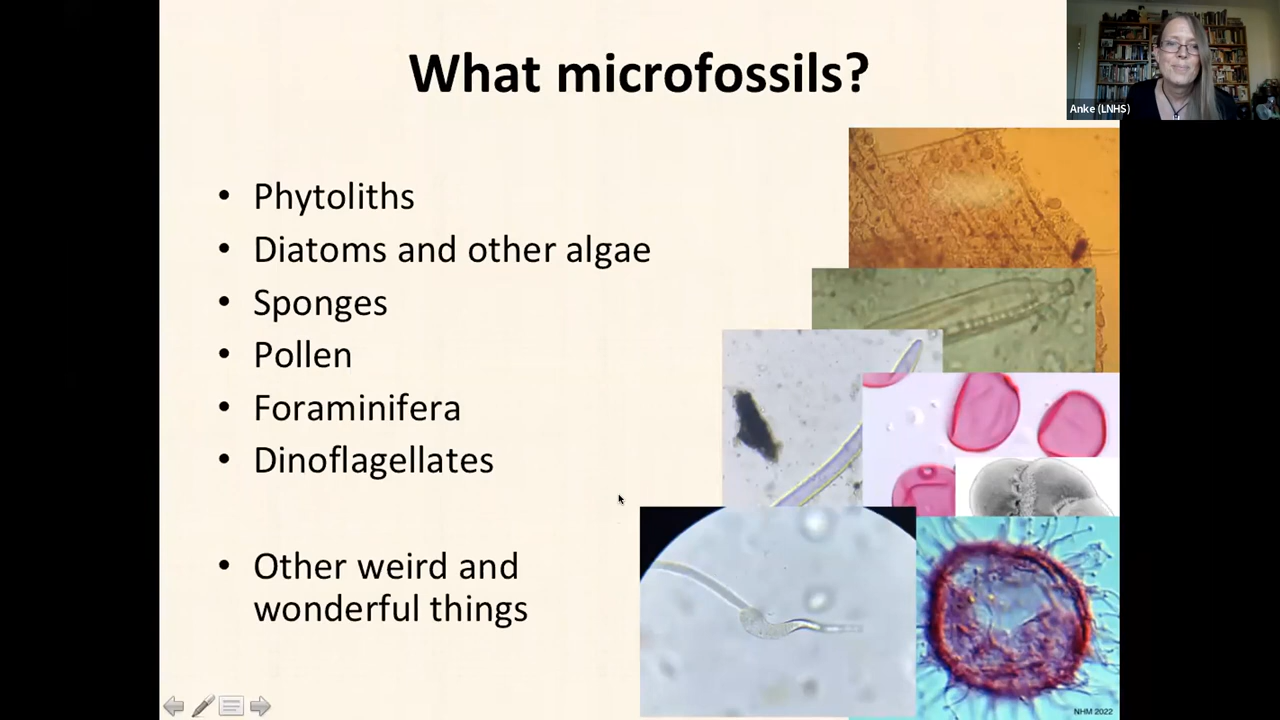 What microfossils?
Anke (LNHS)
• Phytoliths
• Diatoms and other algae
• Sponges
• Pollen
• Foraminifera
• Dinoflagellates
• Other weird and
wonderful things
NHM 2022